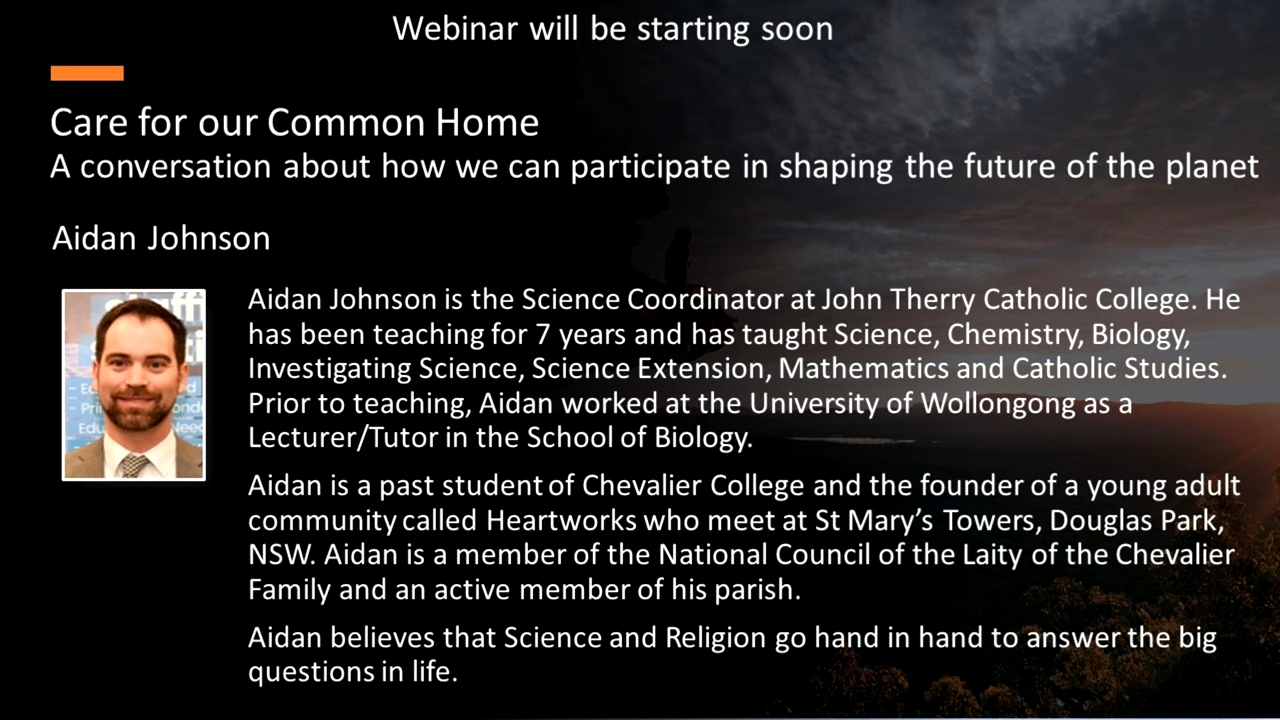 Webinar will be starting soon
Care for our Common Home
A conversation about how we can participate in shaping the future of the planet
Aidan Johnson
Aidan Johnson is the Science Coordinator at John Therry Catholic College. He
has been teaching for 7 years and has taught Science, Chemistry, Biology,
Investigating Science, Science Extension, Mathematics and Catholic Studies.
Prior to teaching, Aidan worked at the University of Wollongong as a
Lecturer/Tutor in the School of Biology.
Aidan is a past student of Chevalier College and the founder of a young adult
community called Heartworks who meet at St Mary’s Towers, Douglas Park,
NSW. Aidan is a member of the National Council of the Laity of the Chevalier
Family and an active member of his parish.
Aidan believes that Science and Religion go hand in hand to answer the big
questions in life.